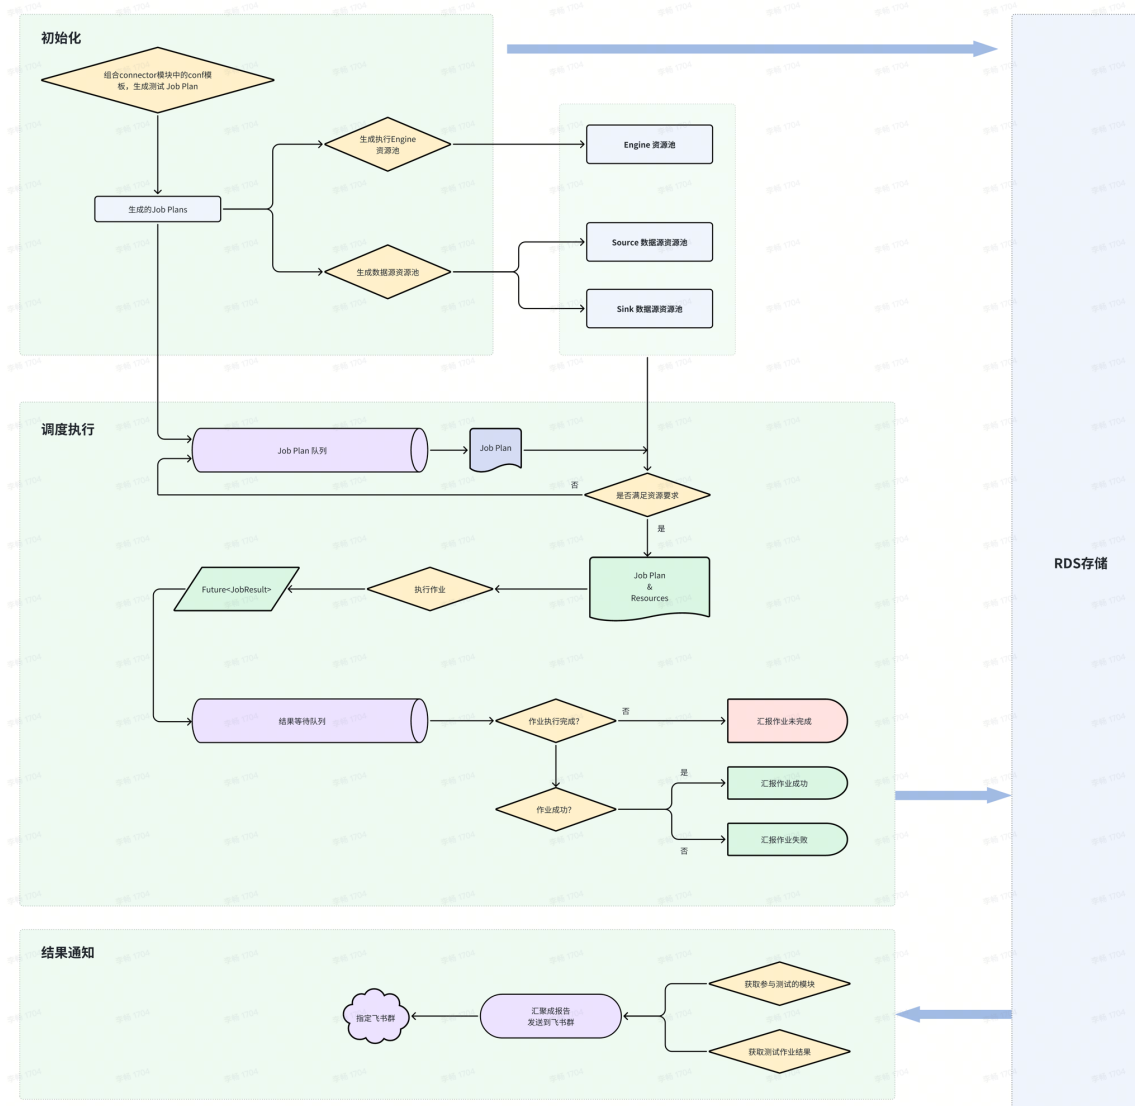 初始化
组合connector模块中的conf模
板，生成测试 Job Plan
生成执行Engine
资源池
Engine 资源池
生成的Job Plans
Source 数据源资源池
生成数据源资源池
Sink 数据源资源池
调度执行
Job Plan 队列
Job Plan
否
是否满足资源要求
是
Job Plan
&
Resources
执行作业
Future<JobResult>
结果等待队列
作业执行完成?
否
汇报作业未完成
作业成功?
是
汇报作业成功
否
汇报作业失败
RDS存储
结果通知
获取参与测试的模块
汇聚成报告
发送到飞书群
指定飞书群
获取测试作业结果